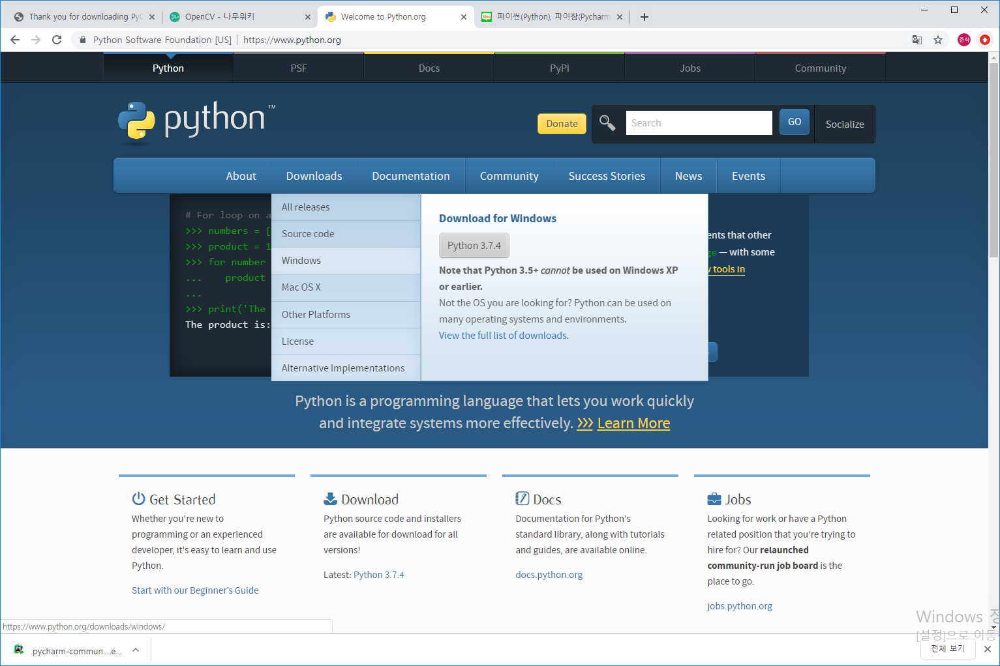 Thank you for downloading PyC
OpenCV - 나무위키
Welcome to Python.org
파이썬(Python), 파이참(Pycharm
Python Software Foundation [US] | https://www.python.org
준식
Python
PSF
Docs
PyPI
Jobs
Community
python™
Donate
Search
GO
Socialize
About
Downloads
Documentation
Community
Success Stories
News
Events
# For loop on a
>>> numbers = [
>>> product = 1
>>> for number
... product
...
>>> print('The
The product is:
All releases
Source code
Windows
Mac OS X
Other Platforms
License
Alternative Implementations
Download for Windows
Python 3.7.4
Note that Python 3.5+ cannot be used on Windows XP
or earlier.
Not the OS you are looking for? Python can be used on
many operating systems and environments.
View the full list of downloads.
ents that other
ge — with some
tools in
Python is a programming language that lets you work quickly
and integrate systems more effectively. >>> Learn More
Get Started
Whether you're new to
programming or an experienced
developer, it's easy to learn and use
Python.
Start with our Beginner's Guide
Download
Python source code and installers
are available for download for all
versions!
Latest: Python 3.7.4
Docs
Documentation for Python's
standard library, along with tutorials
and guides, are available online.
docs.python.org
Jobs
Looking for work or have a Python
related position that you're trying to
hire for? Our relaunched
community-run job board is the
place to go.
jobs.python.org
Windows 정
[설정]으로 이동
https://www.python.org/downloads/windows/
pycharm-commun....e...
전체 보기